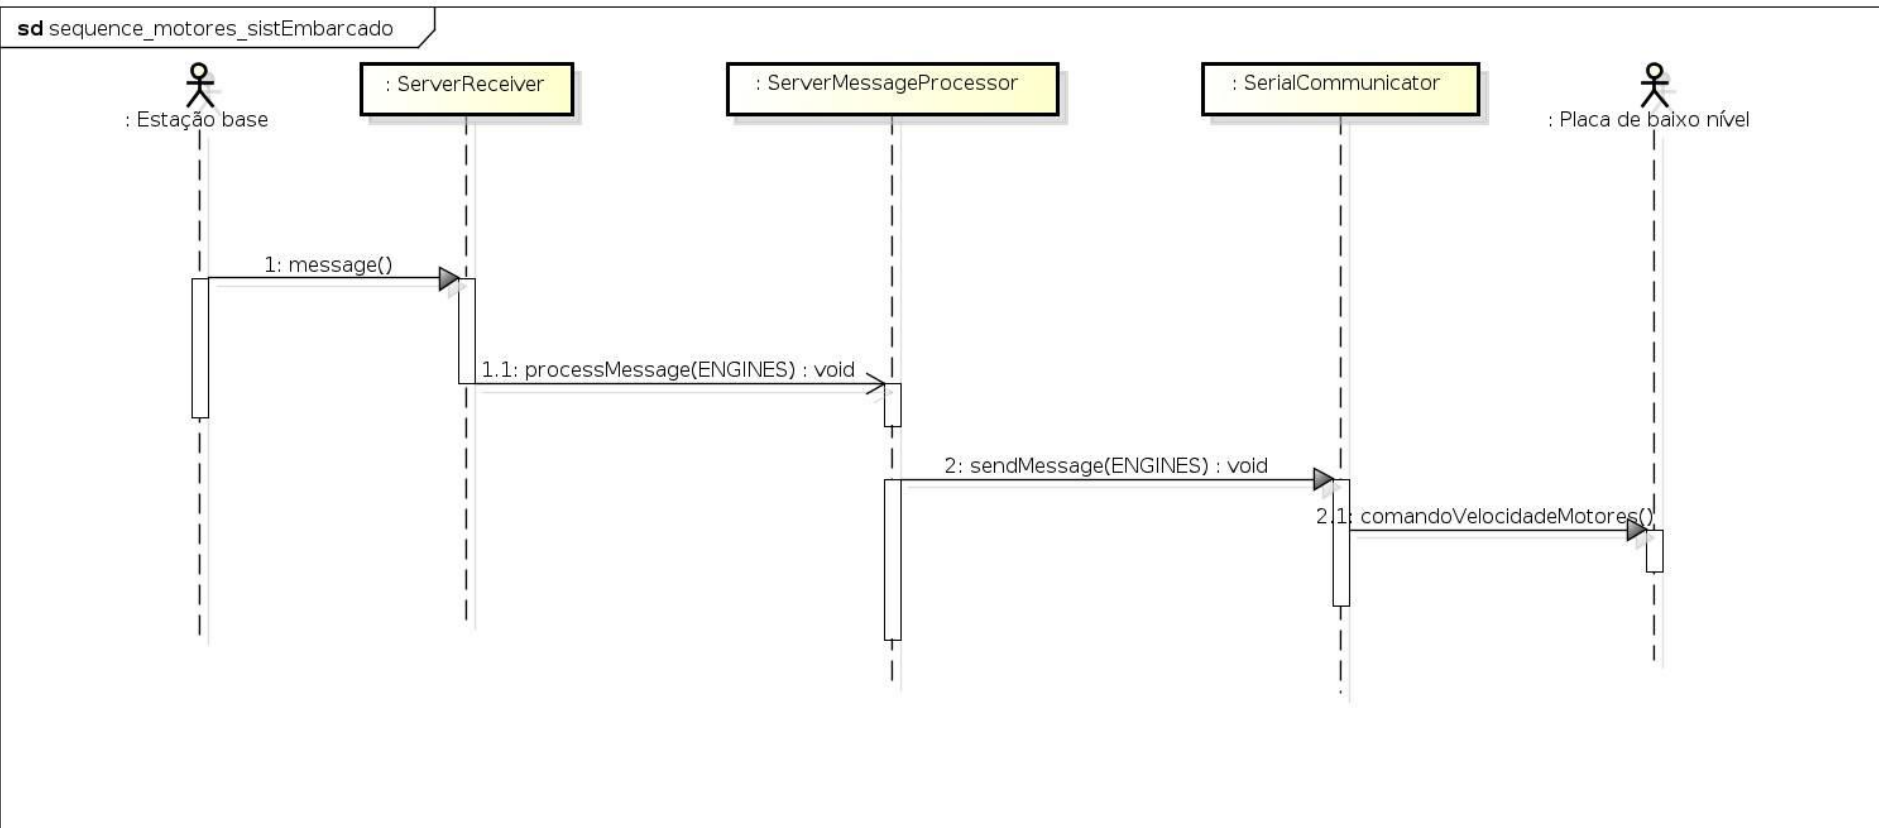 sd sequence_motores_sistEmbarcado
: Estação base
: ServerReceiver
: ServerMessageProcessor
: SerialCommunicator
: Placa de baixo nível
1: message()
1.1: processMessage(ENGINES) : void
2: sendMessage(ENGINES) : void
2.1: comandoVelocidadeMotores()